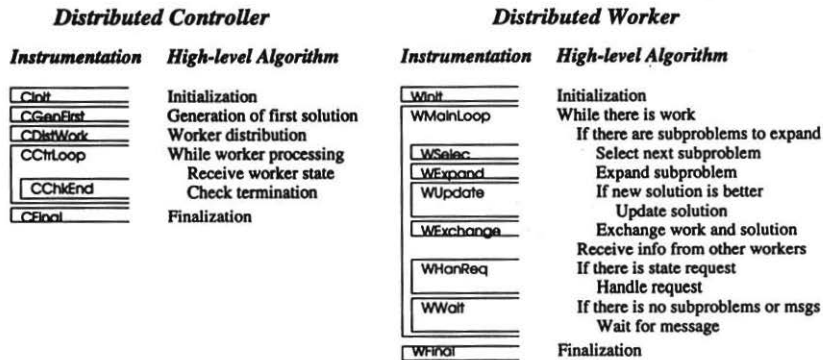 Distributed Controller
Instrumentation High-level Algorithm
CInit Initialization
CGenFirst Generation of first solution
CDistWork Worker distribution
CCtrLoop While worker processing
Receive worker state
CChkEnd Check termination
CFinal Finalization
Distributed Worker
Instrumentation High-level Algorithm
WInit Initialization
WMainLoop While there is work
If there are subproblems to expand
WSelec Select next subproblem
WExpand Expand subproblem
WUpdate If new solution is better
Update solution
WExchange Exchange work and solution
Receive info from other workers
WHanReq If there is state request
Handle request
WWait If there is no subproblems or msgs
Wait for message
WFinal Finalization